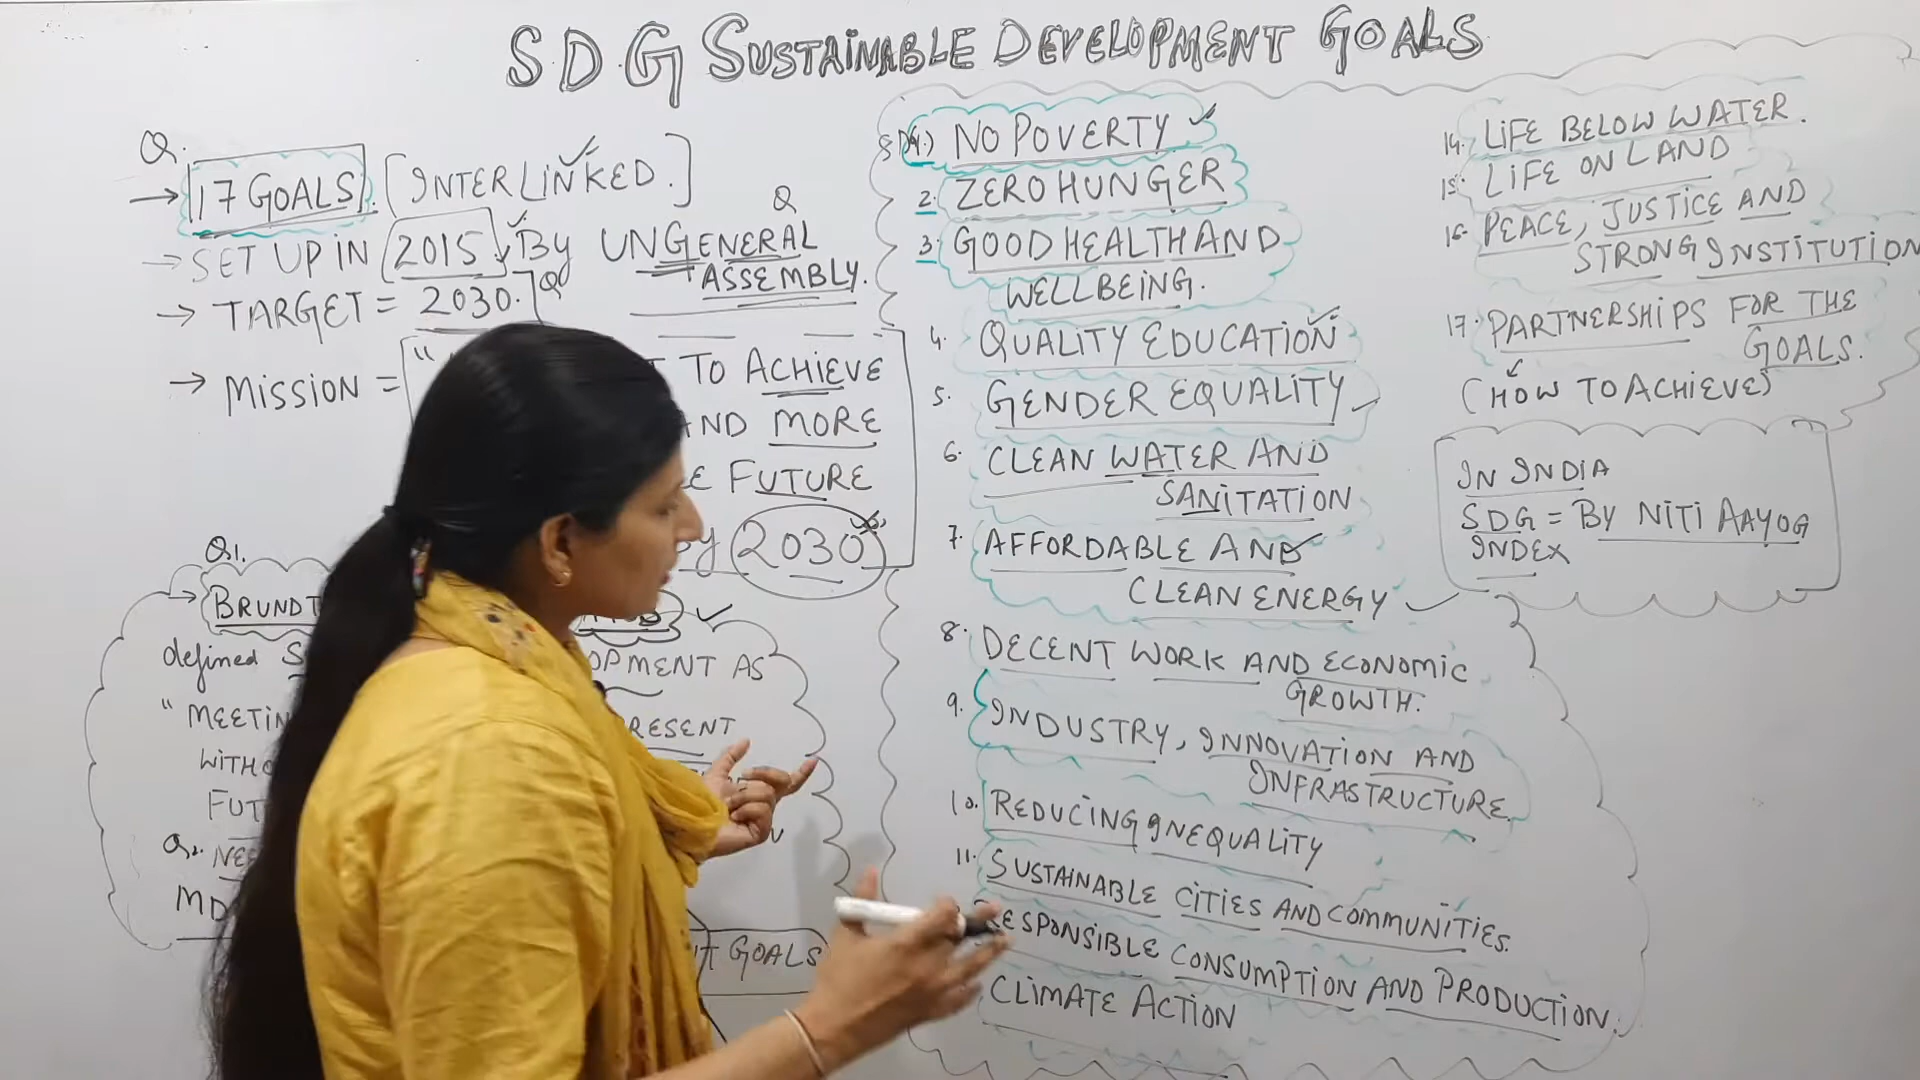 S.D.G SUSTAINABLE DEVELOPMENT GOALS
Q.
→ 17 GOALS. [INTERLINKED.]
→ SET UP IN 2015 BY UN GENERAL
ASSEMBLY.
Q
→ TARGET = 2030.] Q
→ MISSION = "
TO ACHIEVE
AND MORE
FUTURE
By 2030
Q1.
→ BRUNDT
defined S
OPMENT AS
" MEETIN
RESENT
WITHO
FUT
Q2. NEE
MD
GOALS
1.) NO POVERTY
2. ZERO HUNGER
3. GOOD HEALTH AND
WELLBEING.
4. QUALITY EDUCATION
5. GENDER EQUALITY
6. CLEAN WATER AND
SANITATION
7. AFFORDABLE AND
CLEAN ENERGY
8. DECENT WORK AND ECONOMIC
GROWTH.
9. INDUSTRY, INNOVATION AND
INFRASTRUCTURE.
10. REDUCING INEQUALITY
11. SUSTAINABLE CITIES AND COMMUNITIES.
RESPONSIBLE CONSUMPTION AND PRODUCTION.
CLIMATE ACTION
14. LIFE BELOW WATER.
15. LIFE ON LAND
16. PEACE, JUSTICE AND
STRONG INSTITUTION
17. PARTNERSHIPS FOR THE
GOALS.
(HOW TO ACHIEVE)
IN INDIA
SDG = BY NITI AAYOG
INDEX